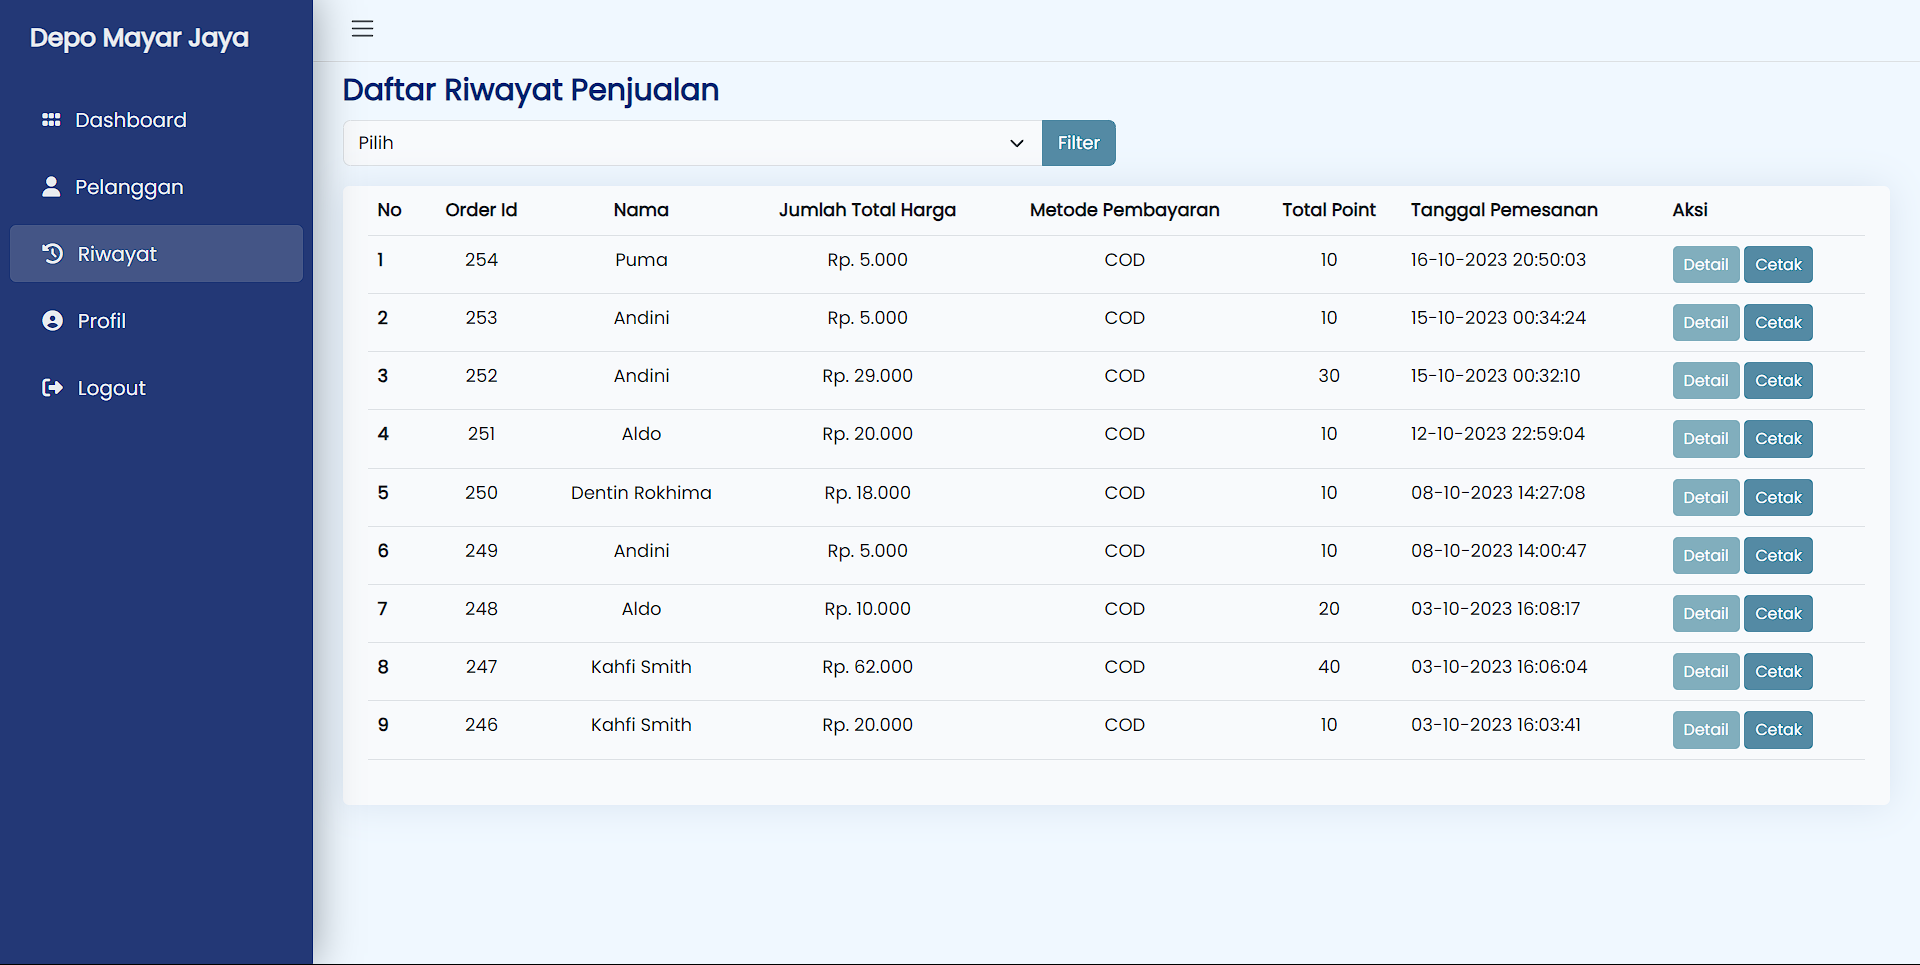 Depo Mayar Jaya
Dashboard
Pelanggan
Riwayat
Profil
Logout
Daftar Riwayat Penjualan
Pilih Filter
No Order Id Nama Jumlah Total Harga Metode Pembayaran Total Point Tanggal Pemesanan Aksi
1 254 Puma Rp. 5.000 COD 10 16-10-2023 20:50:03 Detail Cetak
2 253 Andini Rp. 5.000 COD 10 15-10-2023 00:34:24 Detail Cetak
3 252 Andini Rp. 29.000 COD 30 15-10-2023 00:32:10 Detail Cetak
4 251 Aldo Rp. 20.000 COD 10 12-10-2023 22:59:04 Detail Cetak
5 250 Dentin Rokhima Rp. 18.000 COD 10 08-10-2023 14:27:08 Detail Cetak
6 249 Andini Rp. 5.000 COD 10 08-10-2023 14:00:47 Detail Cetak
7 248 Aldo Rp. 10.000 COD 20 03-10-2023 16:08:17 Detail Cetak
8 247 Kahfi Smith Rp. 62.000 COD 40 03-10-2023 16:06:04 Detail Cetak
9 246 Kahfi Smith Rp. 20.000 COD 10 03-10-2023 16:03:41 Detail Cetak